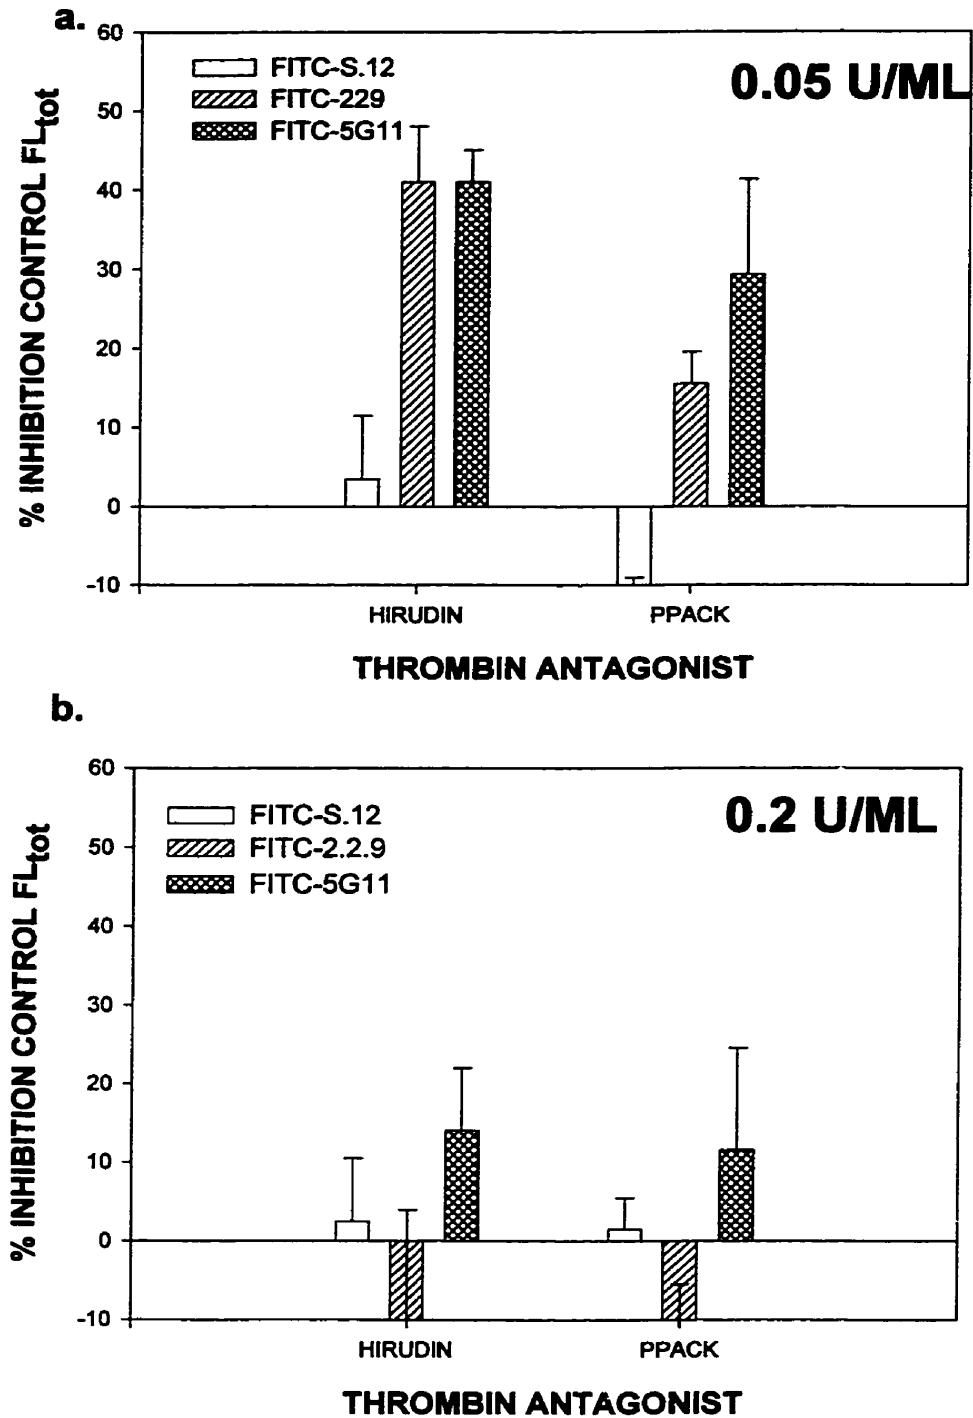 a.
60
50
40
30
20
10
0
-10
% INHIBITION CONTROL FLtot
FITC-S.12
FITC-229
FITC-5G11
0.05 U/ML
HIRUDIN PPACK
THROMBIN ANTAGONIST
b.
60
50
40
30
20
10
0
-10
% INHIBITION CONTROL FLtot
FITC-S.12
FITC-2.2.9
FITC-5G11
0.2 U/ML
HIRUDIN PPACK
THROMBIN ANTAGONIST